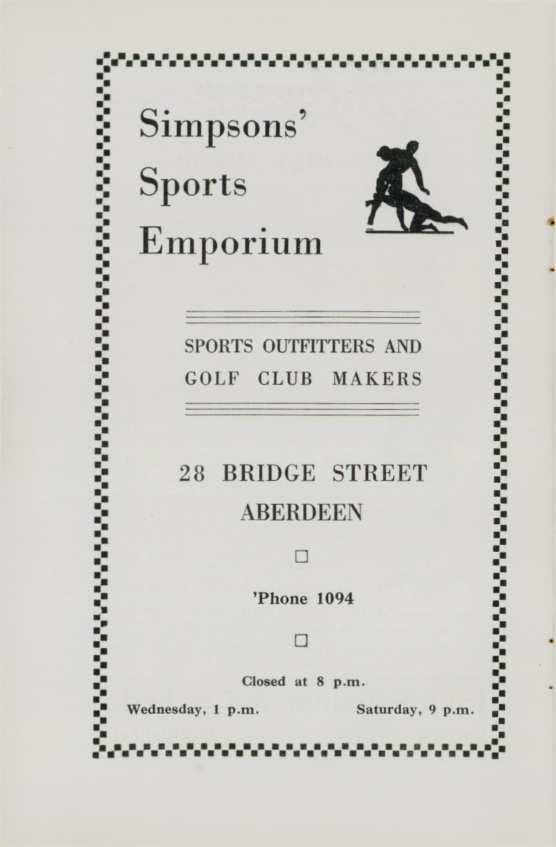 Simpsons'
Sports
Emporium
SPORTS OUTFITTERS AND
GOLF CLUB MAKERS
28 BRIDGE STREET
ABERDEEN
'Phone 1094
Closed at 8 p.m.
Wednesday, 1 p.m. Saturday, 9 p.m.